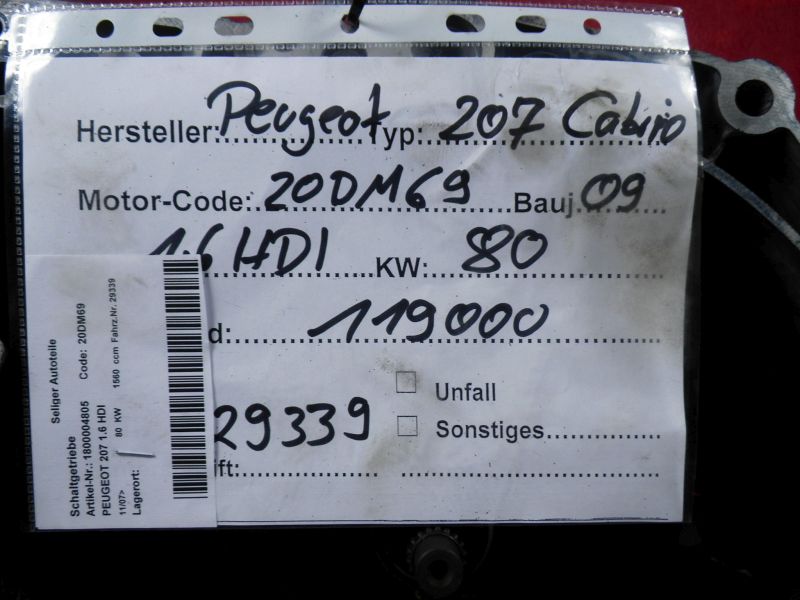 Hersteller: Peugeot Typ: 207 Cabrio
Motor-Code: 20DM69 Bauj. 09
1.6 HDI KW: 80
d: 119000
Unfall
29339
Sonstiges
ift:
Seliger Autoteile
Schaltgetriebe
Artikel-Nr.: 1800004805 Code: 20DM69
PEUGEOT 207 1.6 HDI
11/07> 80 KW 1560 ccm Fahrz.Nr. 29339
Lagerort: /